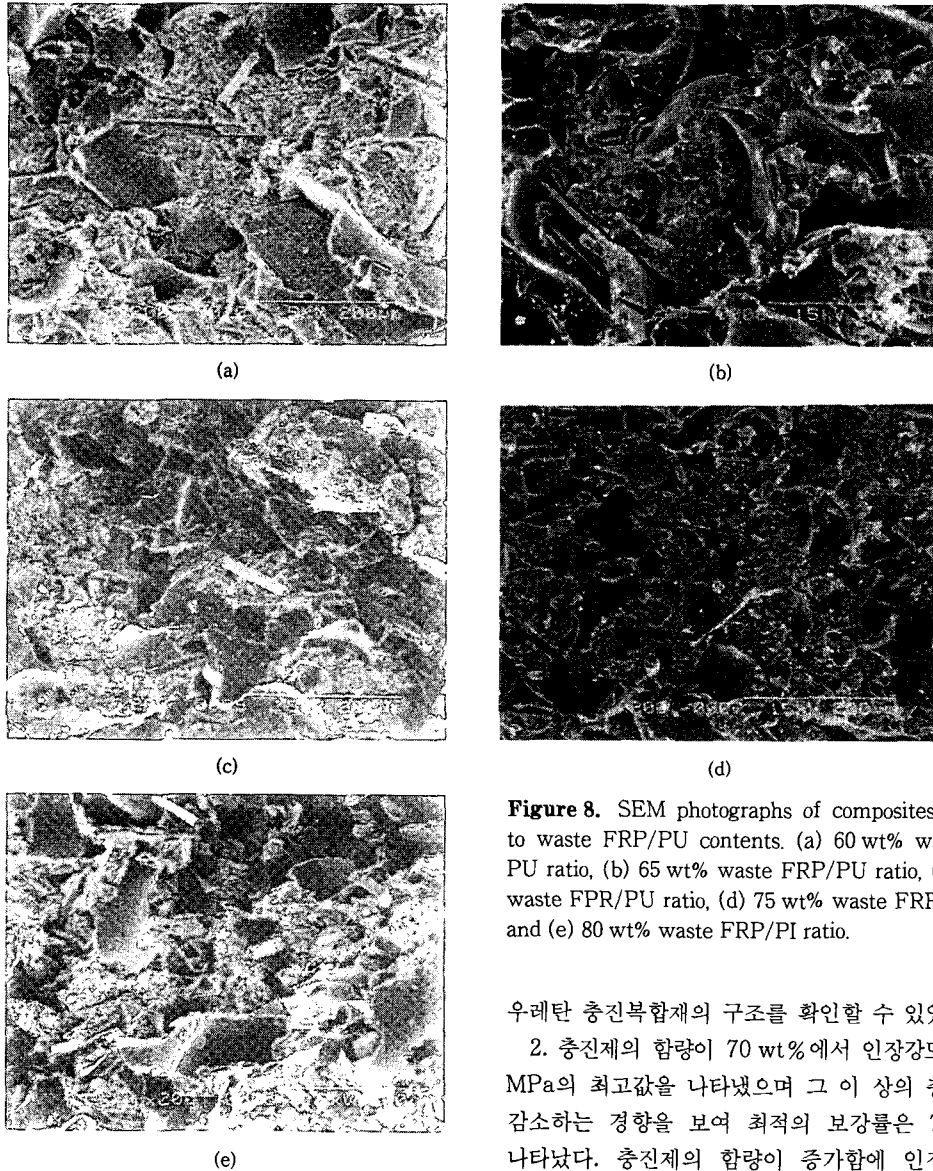 (a)
(b)
(c)
(d)
(e)
Figure 8. SEM photographs of composites
to waste FRP/PU contents. (a) 60 wt% w
PU ratio, (b) 65 wt% waste FRP/PU ratio, (
waste FPR/PU ratio, (d) 75 wt% waste FRP
and (e) 80 wt% waste FRP/PI ratio.
우레탄 충진복합재의 구조를 확인할 수 있었
2. 충진제의 함량이 70 wt%에서 인장강도
MPa의 최고값을 나타냈으며 그 이 상의
감소하는 경향을 보여 최적의 보강률은 7
나타났다. 충진제의 함량이 증가함에 인장